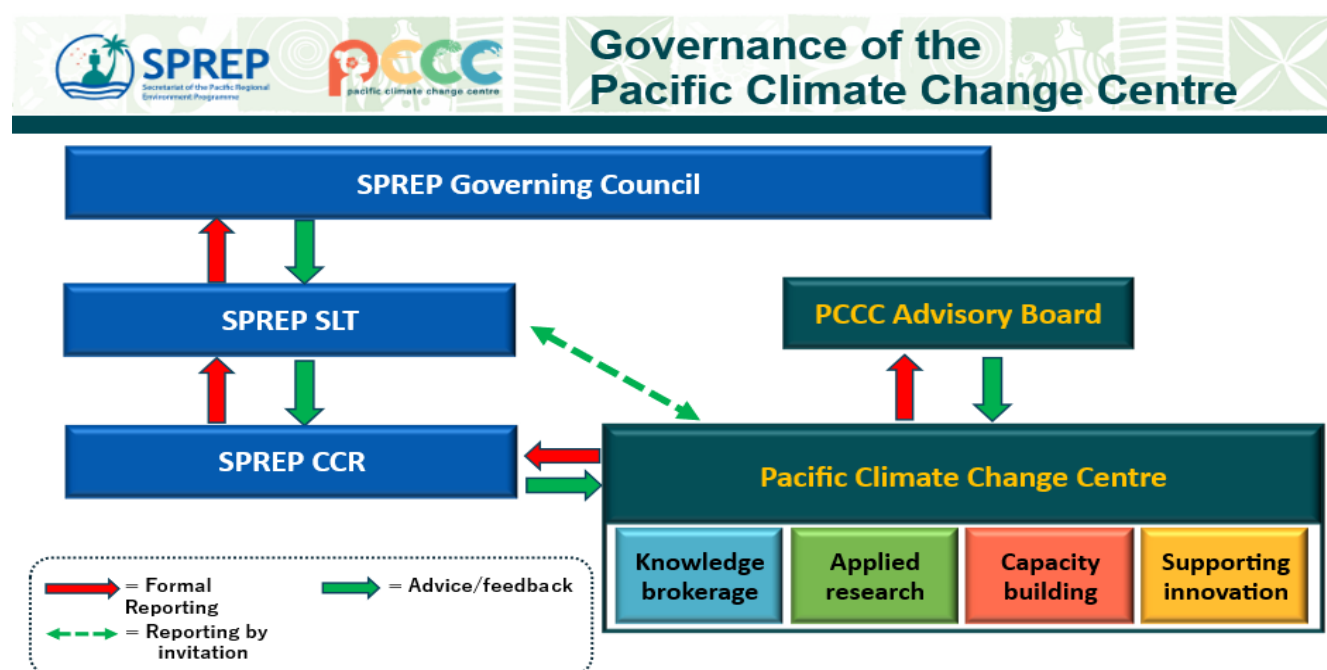 SPREP
Secretariat of the Pacific Regional
Environment Programme
pccc
pacific climate change centre
Governance of the
Pacific Climate Change Centre
SPREP Governing Council
SPREP SLT
PCCC Advisory Board
SPREP CCR
Pacific Climate Change Centre
Knowledge
brokerage
Applied
research
Capacity
building
Supporting
innovation
= Formal
Reporting
= Advice/feedback
= Reporting by
invitation